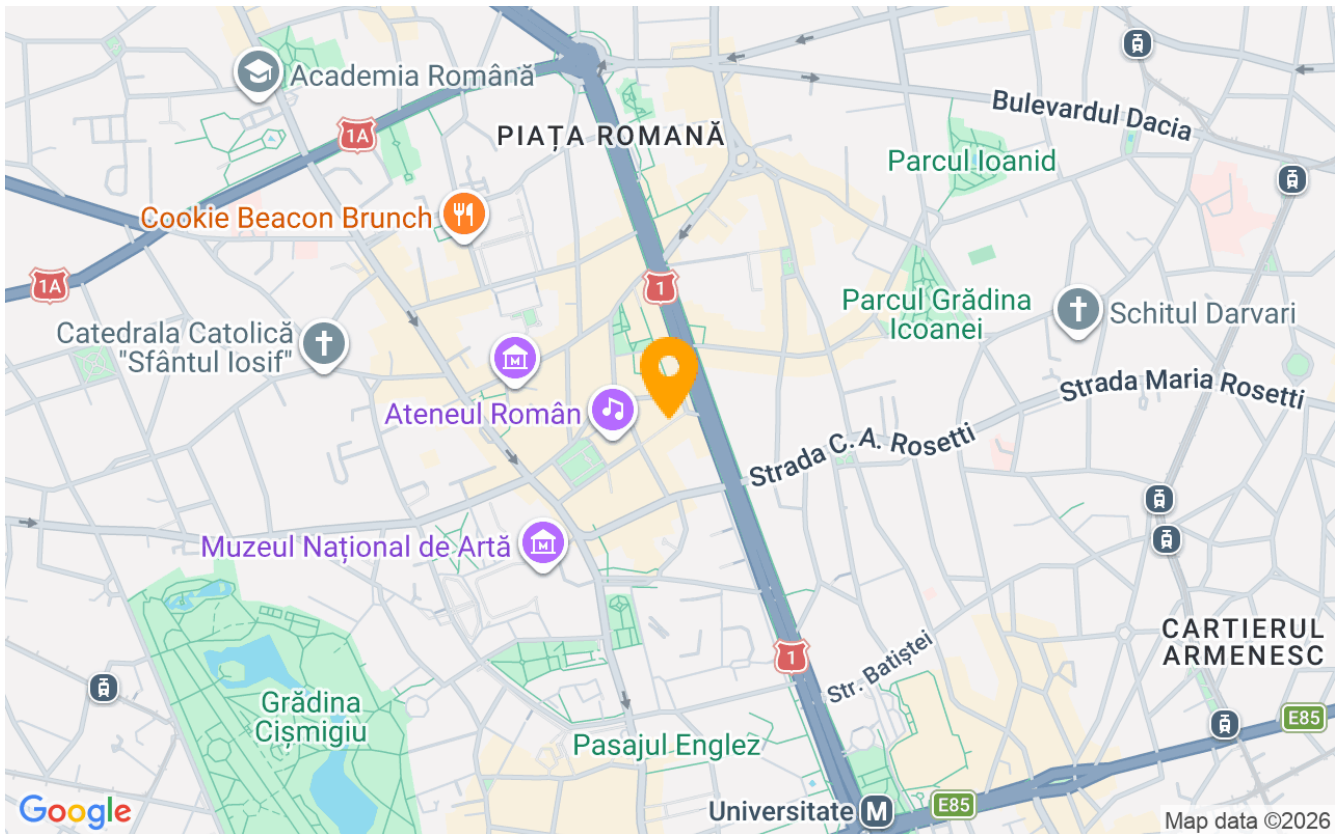 Academia Română
1A
PIAȚA ROMANĂ
Bulevardul Dacia
Parcul Ioanid
Cookie Beacon Brunch
1A
1
Parcul Grădina
Icoanei
Schitul Darvari
Catedrala Catolică
"Sfântul Iosif"
Strada Maria Rosetti
Ateneul Român
Strada C. A. Rosetti
Muzeul Național de Artă
CARTIERUL
ARMENESC
1
Str. Batiștei
Grădina
Cișmigiu
Pasajul Englez
E85
Google
Universitate M
E85
Map data ©2026